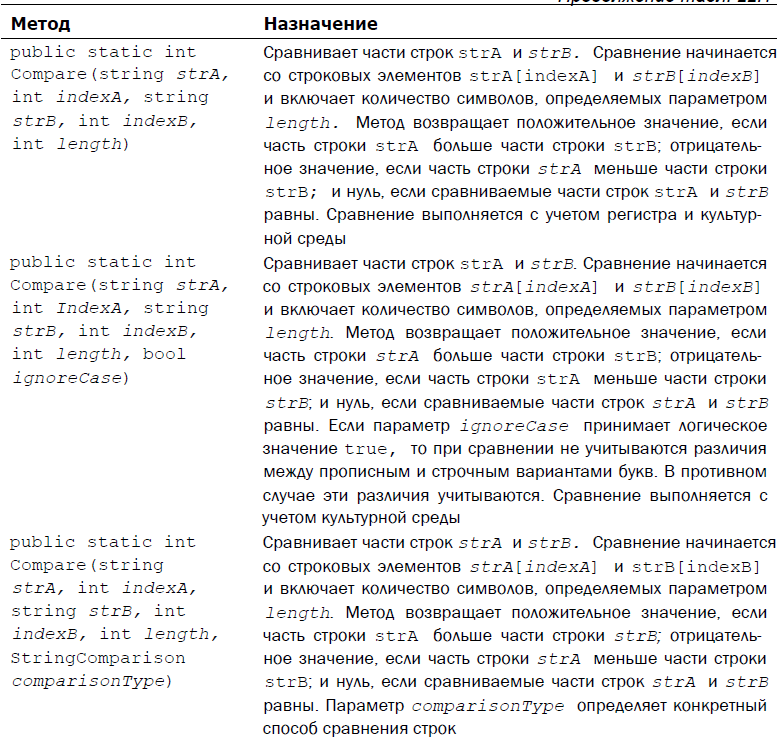 Метод Назначение
public static int
Compare(string strA,
int indexA, string
strB, int indexB,
int length)
Сравнивает части строк strA и strB. Сравнение начинается
со строковых элементов strA[indexA] и strB[indexB]
и включает количество символов, определяемых параметром
length. Метод возвращает положительное значение, если
часть строки strA больше части строки strB; отрицатель-
ное значение, если часть строки strA меньше части строки
strB; и нуль, если сравниваемые части строк strA и strB
равны. Сравнение выполняется с учетом регистра и культур-
ной среды
public static int
Compare(string strA,
int IndexA, string
strB, int indexB,
int length, bool
ignoreCase)
Сравнивает части строк strA и strB. Сравнение начинается
со строковых элементов strA[indexA] и strB[indexB]
и включает количество символов, определяемых параметром
length. Метод возвращает положительное значение, если
часть строки strA больше части строки strB; отрицатель-
ное значение, если часть строки strA меньше части строки
strB; и нуль, если сравниваемые части строк strA и strB
равны. Если параметр ignoreCase принимает логическое
значение true, то при сравнении не учитываются различия
между прописным и строчным вариантами букв. В противном
случае эти различия учитываются. Сравнение выполняется с
учетом культурной среды
public static int
Compare(string
strA, int indexA,
string strB, int
indexB, int length,
StringComparison
comparisonType)
Сравнивает части строк strA и strB. Сравнение начинается
со строковых элементов strA[indexA] и strB[indexB]
и включает количество символов, определяемых параметром
length. Метод возвращает положительное значение, если
часть строки strA больше части строки strB; отрицатель-
ное значение, если часть строки strA меньше части строки
strB; и нуль, если сравниваемые части строк strA и strB
равны. Параметр comparisonType определяет конкретный
способ сравнения строк